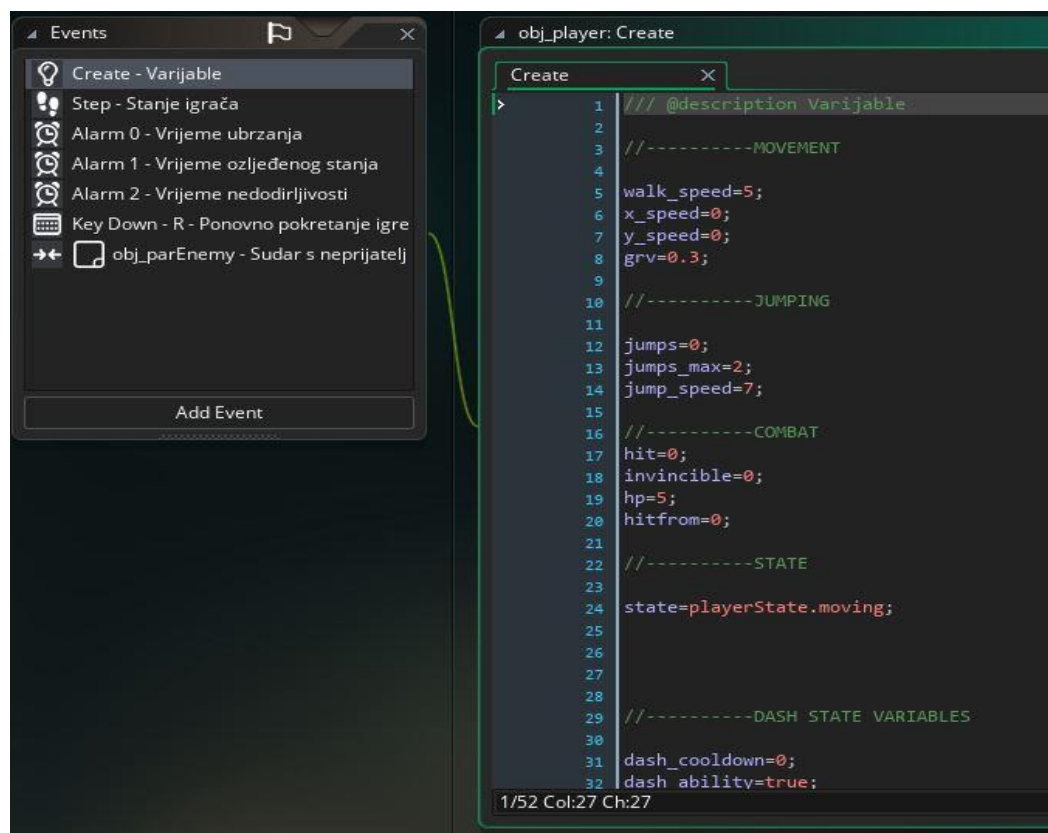 Events
Create - Varijable
Step - Stanje igrača
Alarm 0 - Vrijeme ubrzanja
Alarm 1 - Vrijeme ozljeđenog stanja
Alarm 2 - Vrijeme nedodirljivosti
Key Down - R - Ponovno pokretanje igre
obj_parEnemy - Sudar s neprijatelj
Add Event
obj_player: Create
Create
1 /// @description Varijable
2
3 //----------MOVEMENT
4
5 walk_speed=5;
6 x_speed=0;
7 y_speed=0;
8 grv=0.3;
9
10 //----------JUMPING
11
12 jumps=0;
13 jumps_max=2;
14 jump_speed=7;
15
16 //----------COMBAT
17 hit=0;
18 invincible=0;
19 hp=5;
20 hitfrom=0;
21
22 //----------STATE
23
24 state=playerState.moving;
25
26
27
28
29 //----------DASH STATE VARIABLES
30
31 dash_cooldown=0;
32 dash_ability=true;
1/52 Col:27 Ch:27